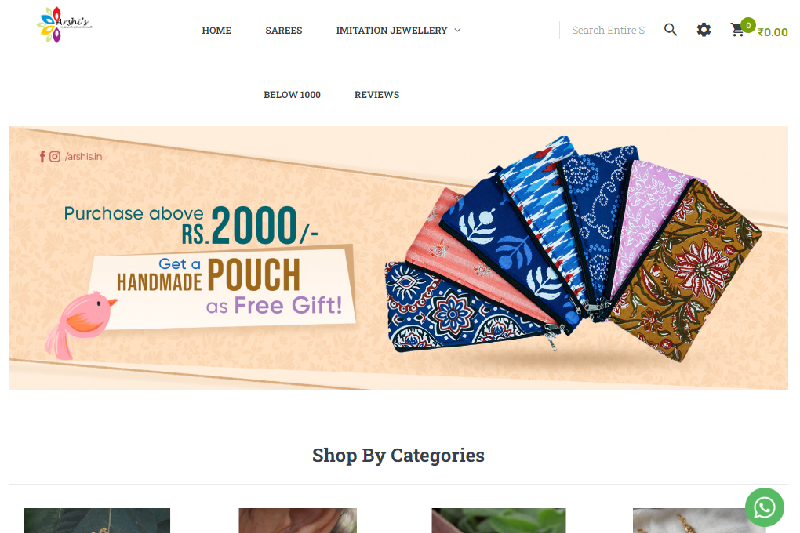 Arshi's
HOME
SAREES
IMITATION JEWELLERY
Search Entire S
0
₹0.00
BELOW 1000
REVIEWS
/arshis.in
Purchase above
RS.2000/-
Get a
HANDMADE POUCH
as Free Gift!
Shop By Categories